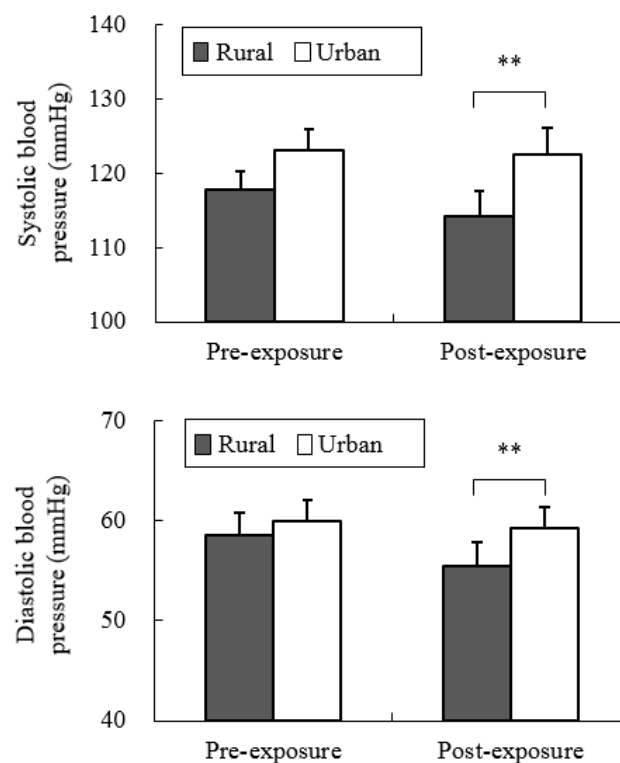 140
130
120
110
100
Systolic blood
pressure (mmHg)
Rural Urban
**
Pre-exposure Post-exposure
70
60
50
40
Diastolic blood
pressure (mmHg)
Rural Urban
**
Pre-exposure Post-exposure